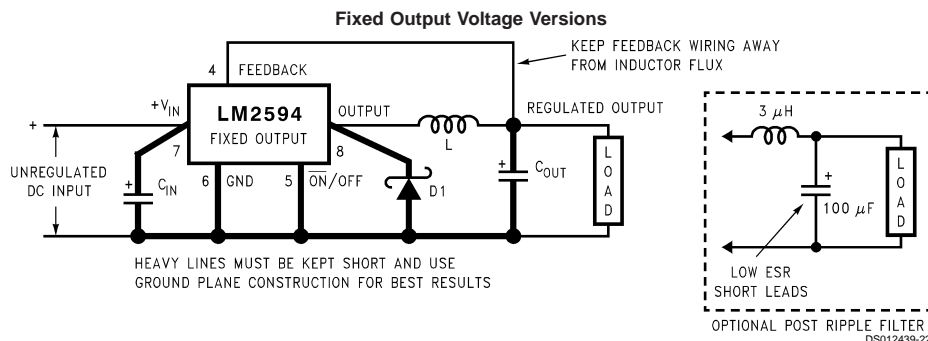 Fixed Output Voltage Versions
KEEP FEEDBACK WIRING AWAY
FROM INDUCTOR FLUX
4 FEEDBACK
+VIN
LM2594
FIXED OUTPUT
OUTPUT
REGULATED OUTPUT
+
7
8
L
UNREGULATED
DC INPUT
+
CIN
6 GND
5 ON/OFF
D1
+
COUT
LOAD
HEAVY LINES MUST BE KEPT SHORT AND USE
GROUND PLANE CONSTRUCTION FOR BEST RESULTS
3 μH
+
100 μF
LOAD
LOW ESR
SHORT LEADS
OPTIONAL POST RIPPLE FILTER